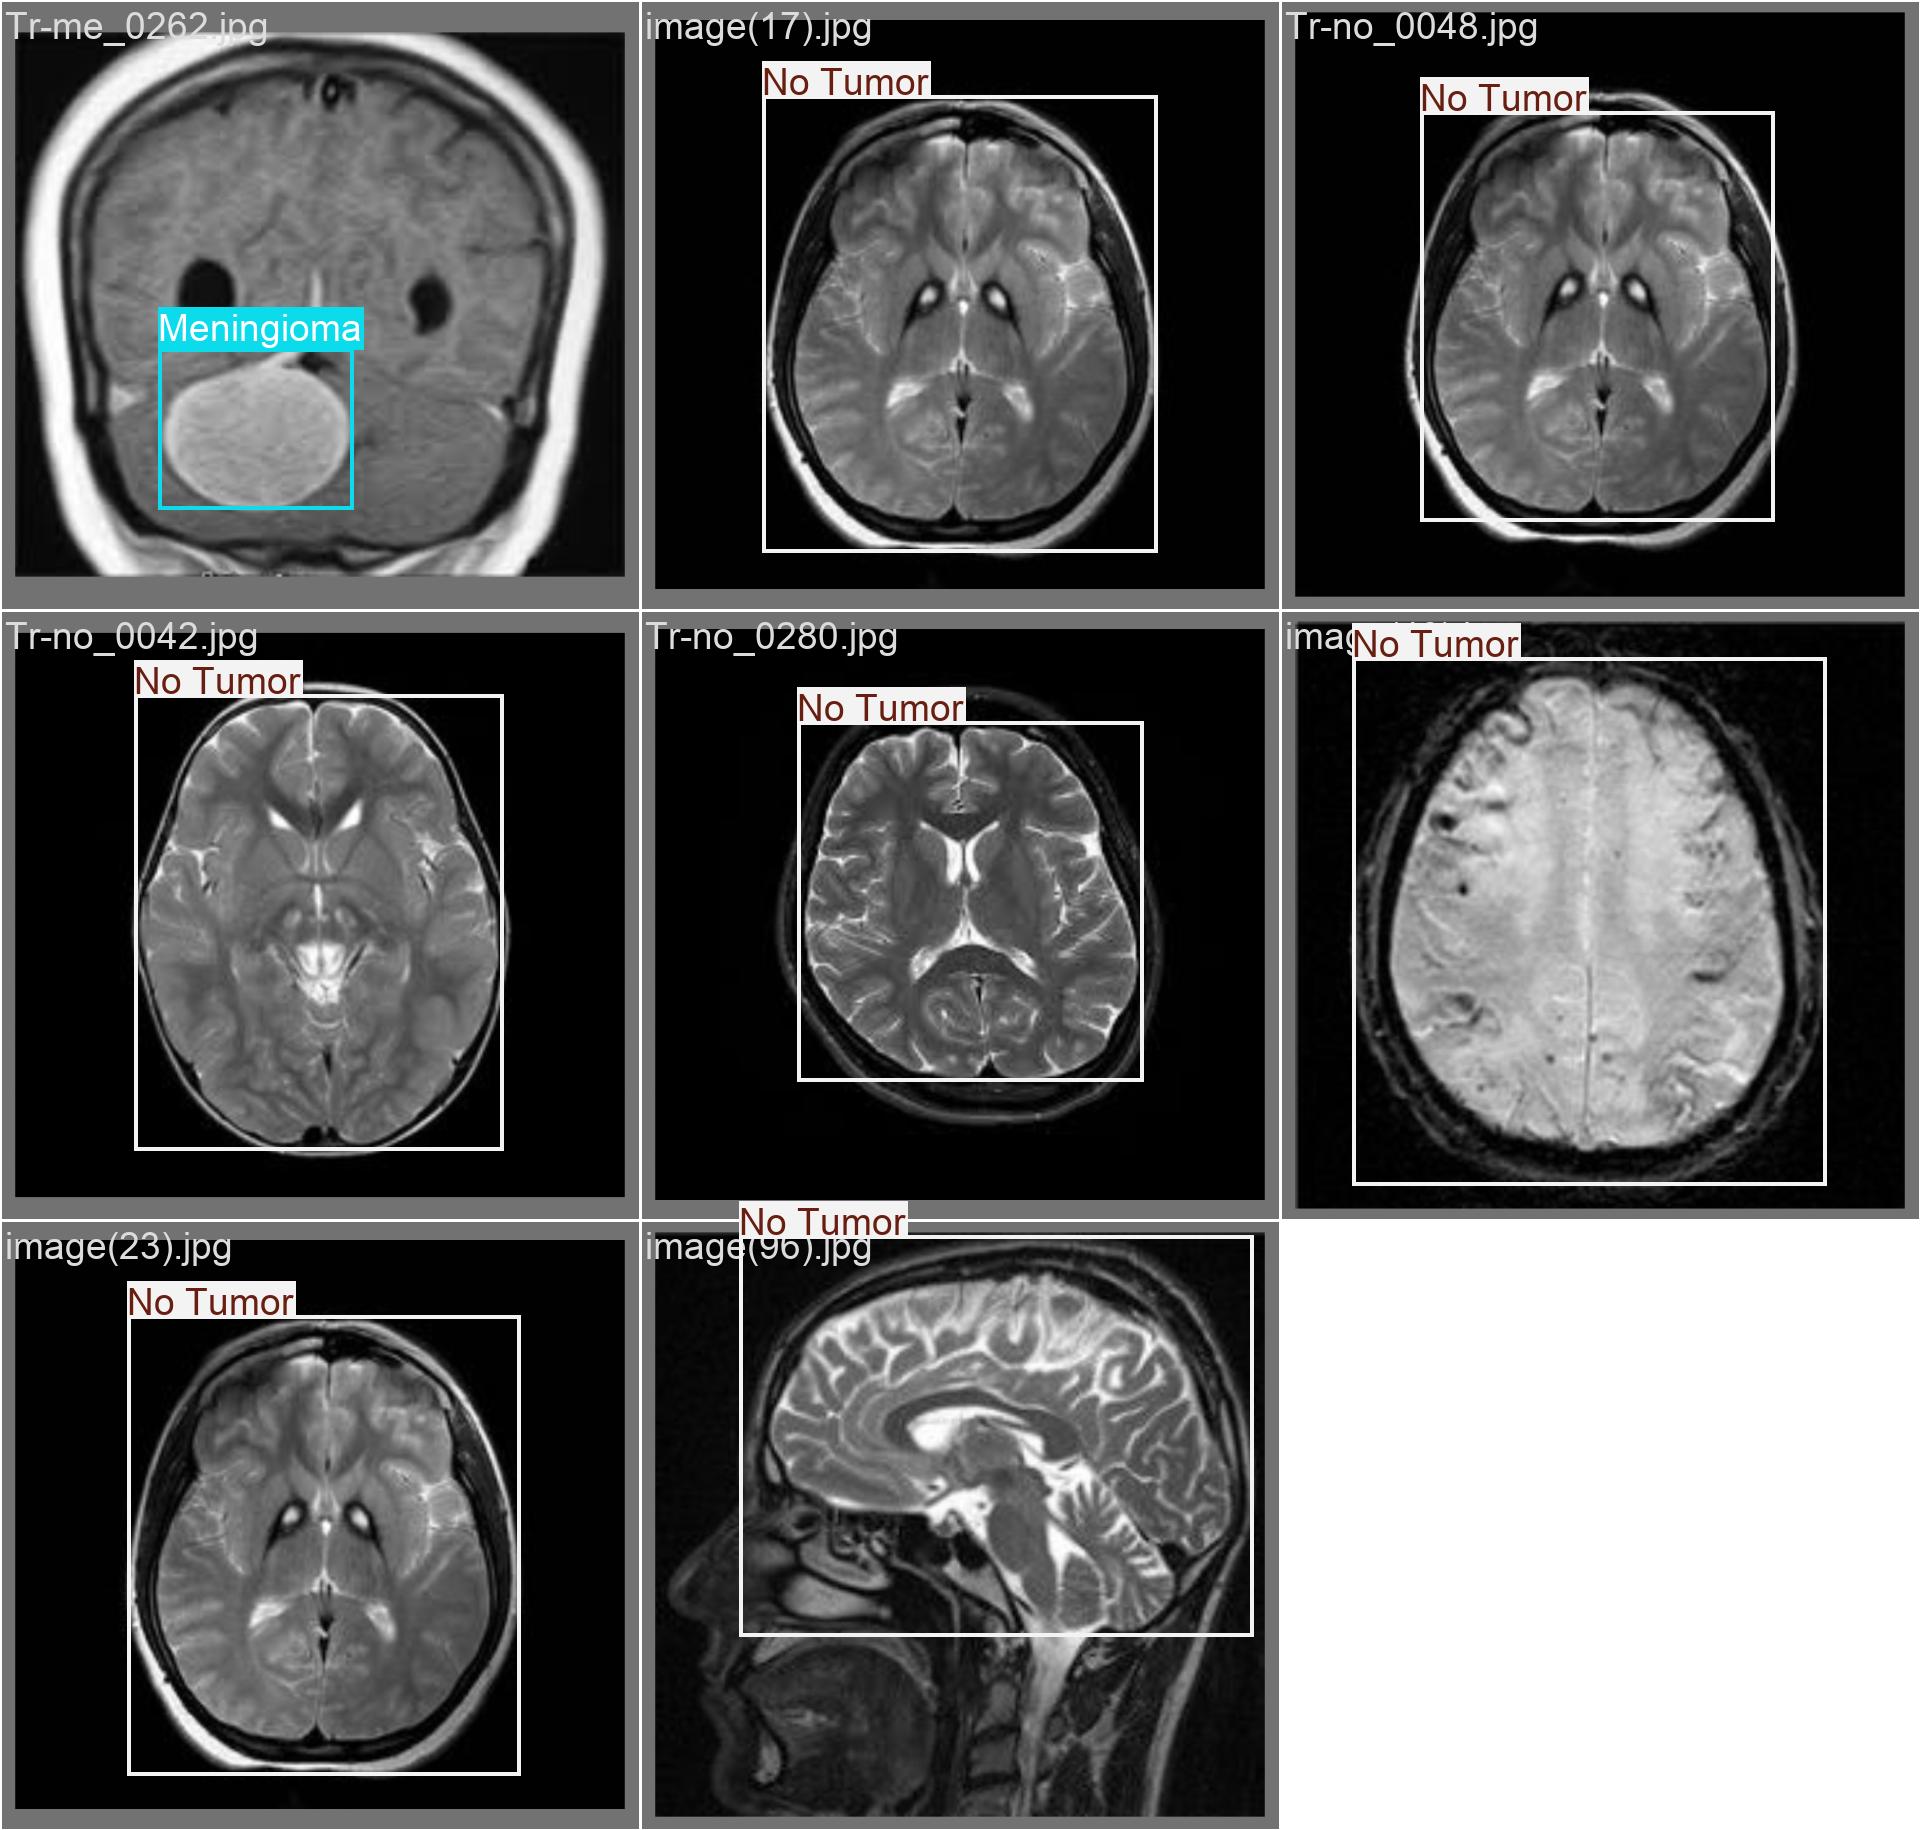 Tr-me_0262.jpg
Meningioma
image(17).jpg
No Tumor
Tr-no_0048.jpg
No Tumor
Tr-no_0042.jpg
No Tumor
Tr-no_0280.jpg
No Tumor
No Tumor
image(23).jpg
No Tumor
No Tumor
image(96).jpg